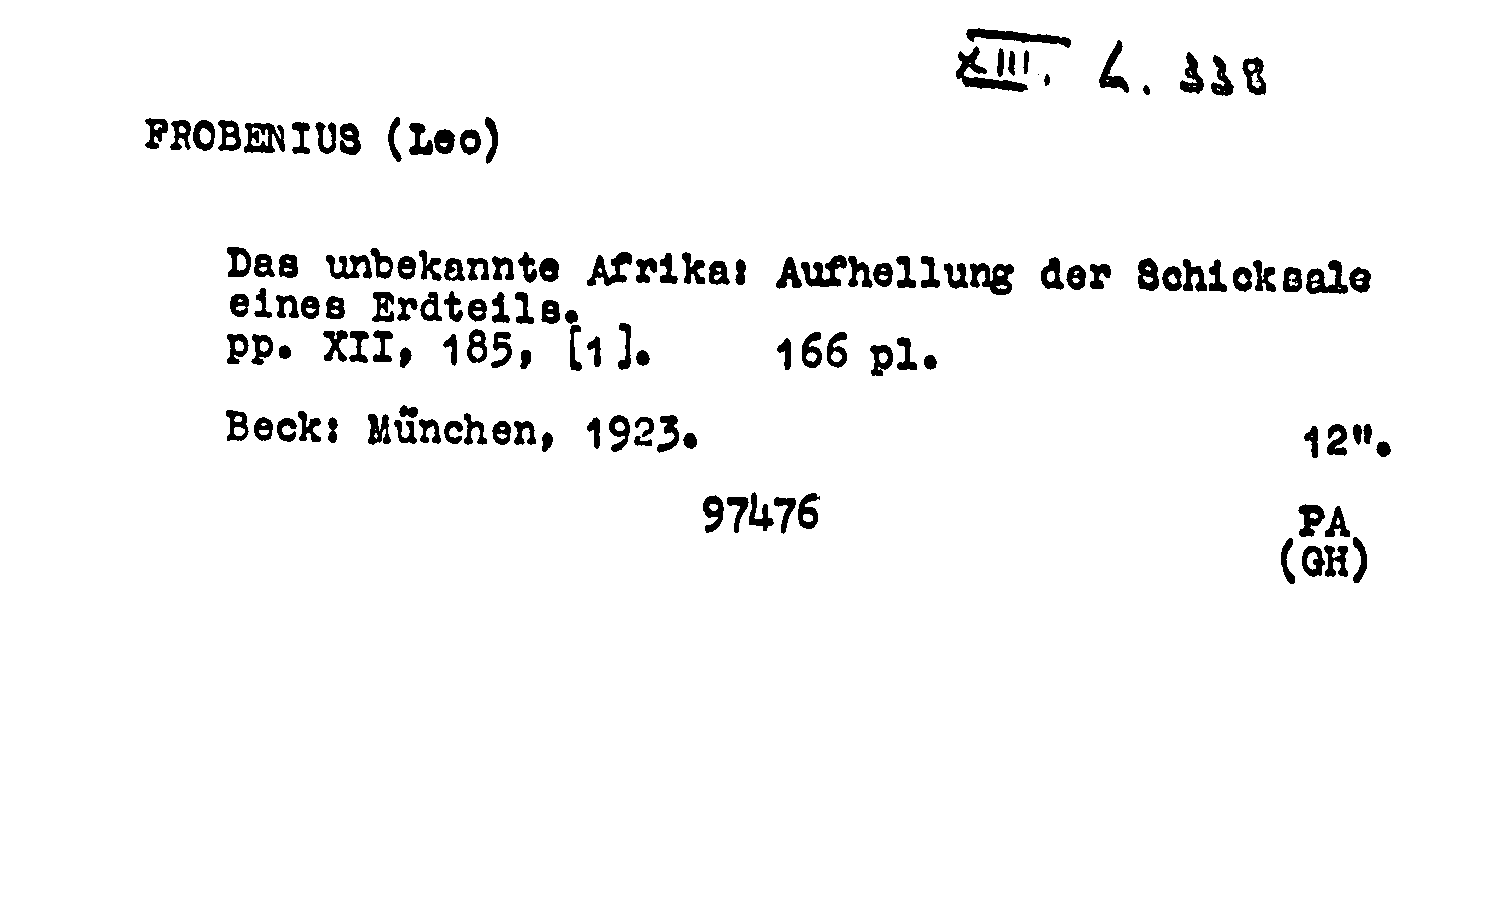 XIII. L. 338
FROBENIUS (Leo)
Das unbekannte Afrika: Aufhellung der Schicksale
eines Erdteils.
pp. XII, 185, [1]. 166 pl.
Beck: München, 1923.
12".
97476
PA
(GH)